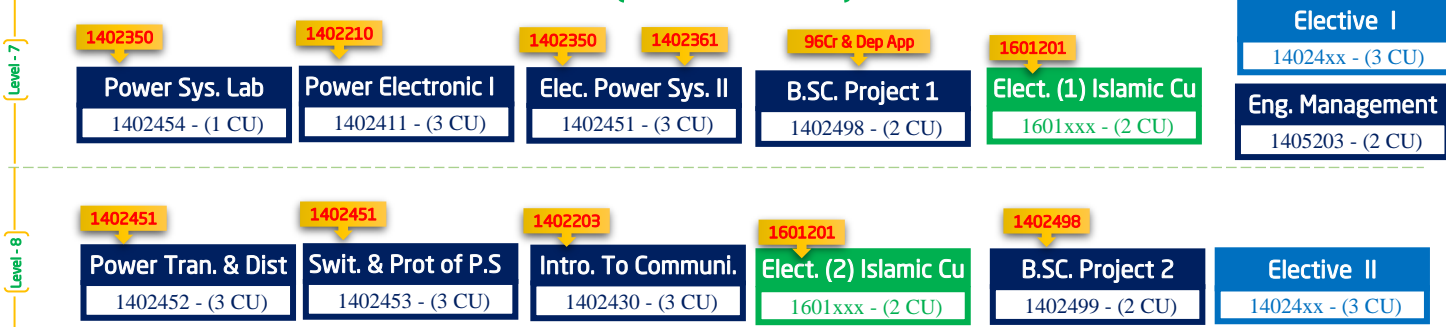 Level - 7
1402350
1402210
1402350
1402361
96Cr & Dep App
1601201
Power Sys. Lab
1402454 - (1 CU)
Power Electronic I
1402411 - (3 CU)
Elec. Power Sys. II
1402451 - (3 CU)
B.SC. Project 1
1402498 - (2 CU)
Elect. (1) Islamic Cu
1601xxx - (2 CU)
Elective I
14024xx - (3 CU)
Eng. Management
1405203 - (2 CU)
Level - 8
1402451
1402451
1402203
1601201
1402498
Power Tran. & Dist
1402452 - (3 CU)
Swit. & Prot of P.S
1402453 - (3 CU)
Intro. To Communi.
1402430 - (3 CU)
Elect. (2) Islamic Cu
1601xxx - (2 CU)
B.SC. Project 2
1402499 - (2 CU)
Elective II
14024xx - (3 CU)